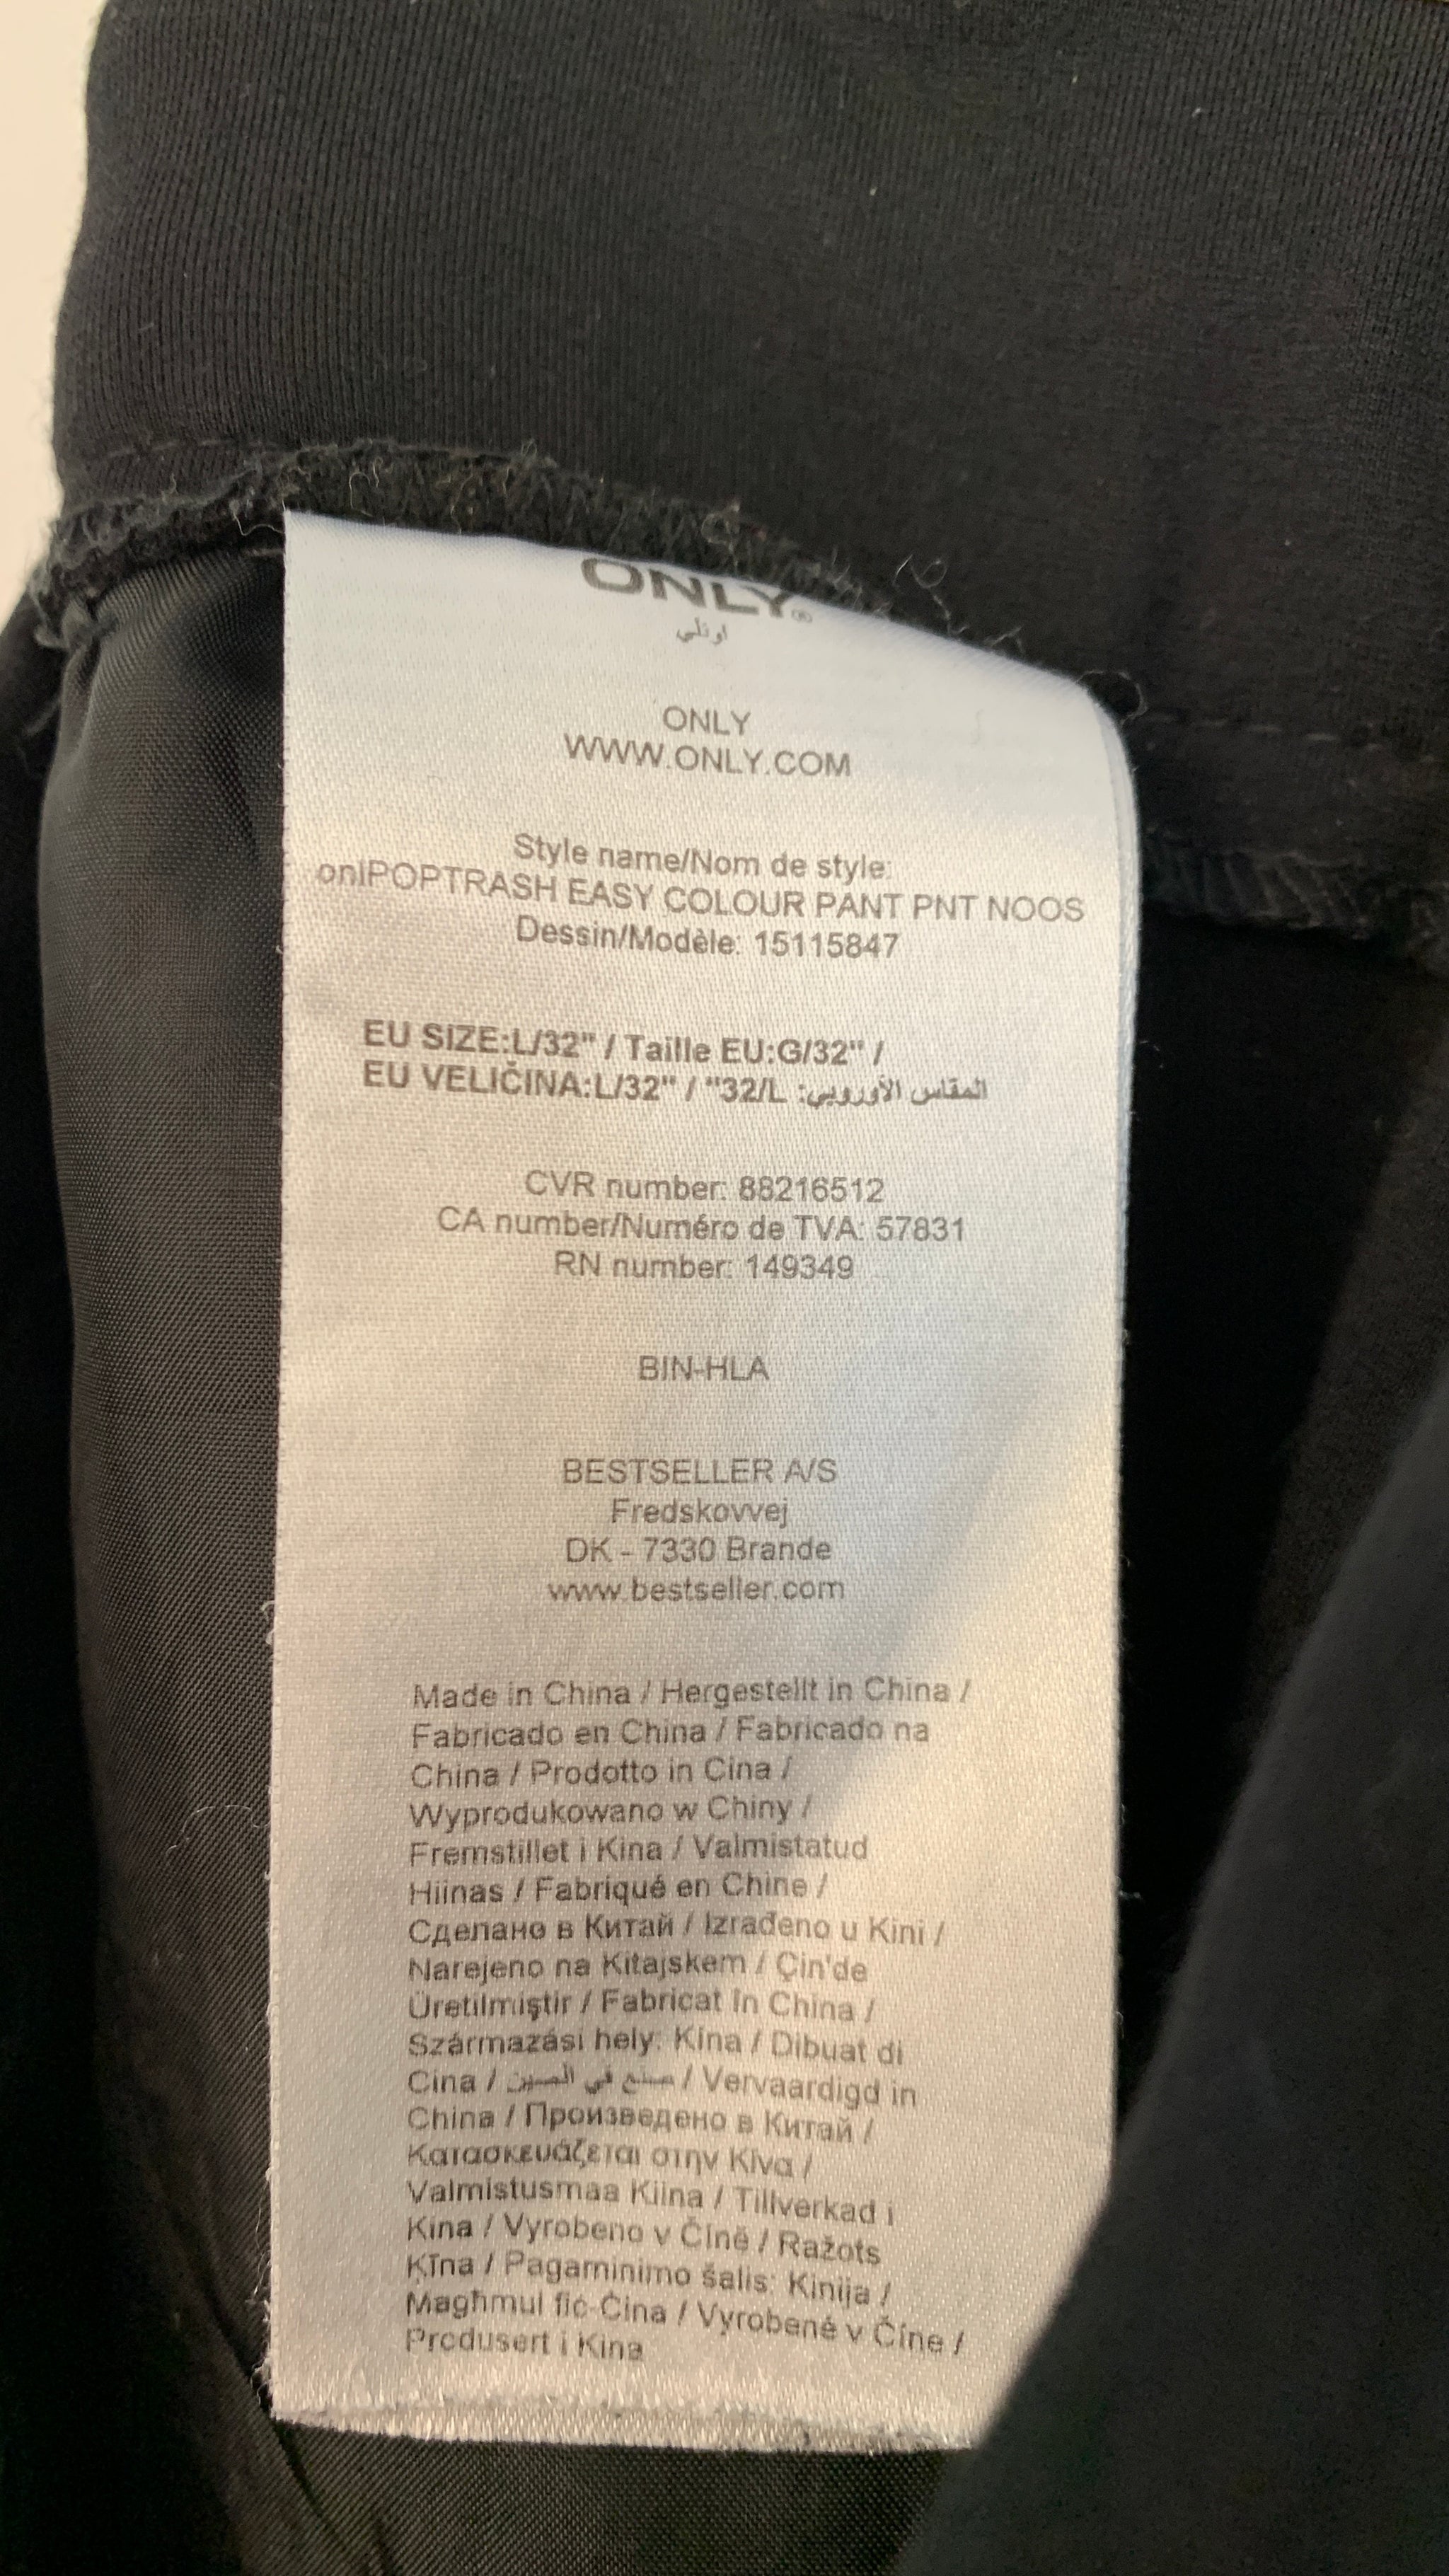 ONLY®
اونلي
ONLY
WWW.ONLY.COM
Style name/Nom de style:
onlPOPTRASH EASY COLOUR PANT PNT NOOS
Dessin/Modèle: 15115847
EU SIZE:L/32" / Taille EU:G/32" /
EU VELIČINA:L/32" / "32/L :المقاس الأوروبي
CVR number: 88216512
CA number/Numéro de TVA: 57831
RN number: 149349
BIN-HLA
BESTSELLER A/S
Fredskovvej
DK - 7330 Brande
www.bestseller.com
Made in China / Hergestellt in China /
Fabricado en China / Fabricado na
China / Prodotto in Cina /
Wyprodukowano w Chiny /
Fremstillet i Kina / Valmistatud
Hiinas / Fabriqué en Chine /
Сделано в Китай / Izrađeno u Kini /
Narejeno na Kitajskem / Çin'de
Üretilmiştir / Fabricat în China /
Származási hely: Kína / Dibuat di
Cina / صنع في الصين / Vervaardigd in
China / Произведено в Китай /
Κατασκευάζεται στην Κίνα /
Valmistusmaa Kiina / Tillverkad i
Kina / Vyrobeno v Číně / Ražots
Ķīna / Pagaminimo šalis: Kinija /
Magħmul fiċ-Ċina / Vyrobené v Číne /
Produsert i Kina